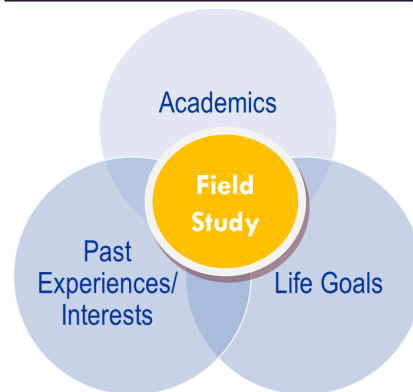 Academics
Field
Study
Past
Experiences/
Interests
Life Goals